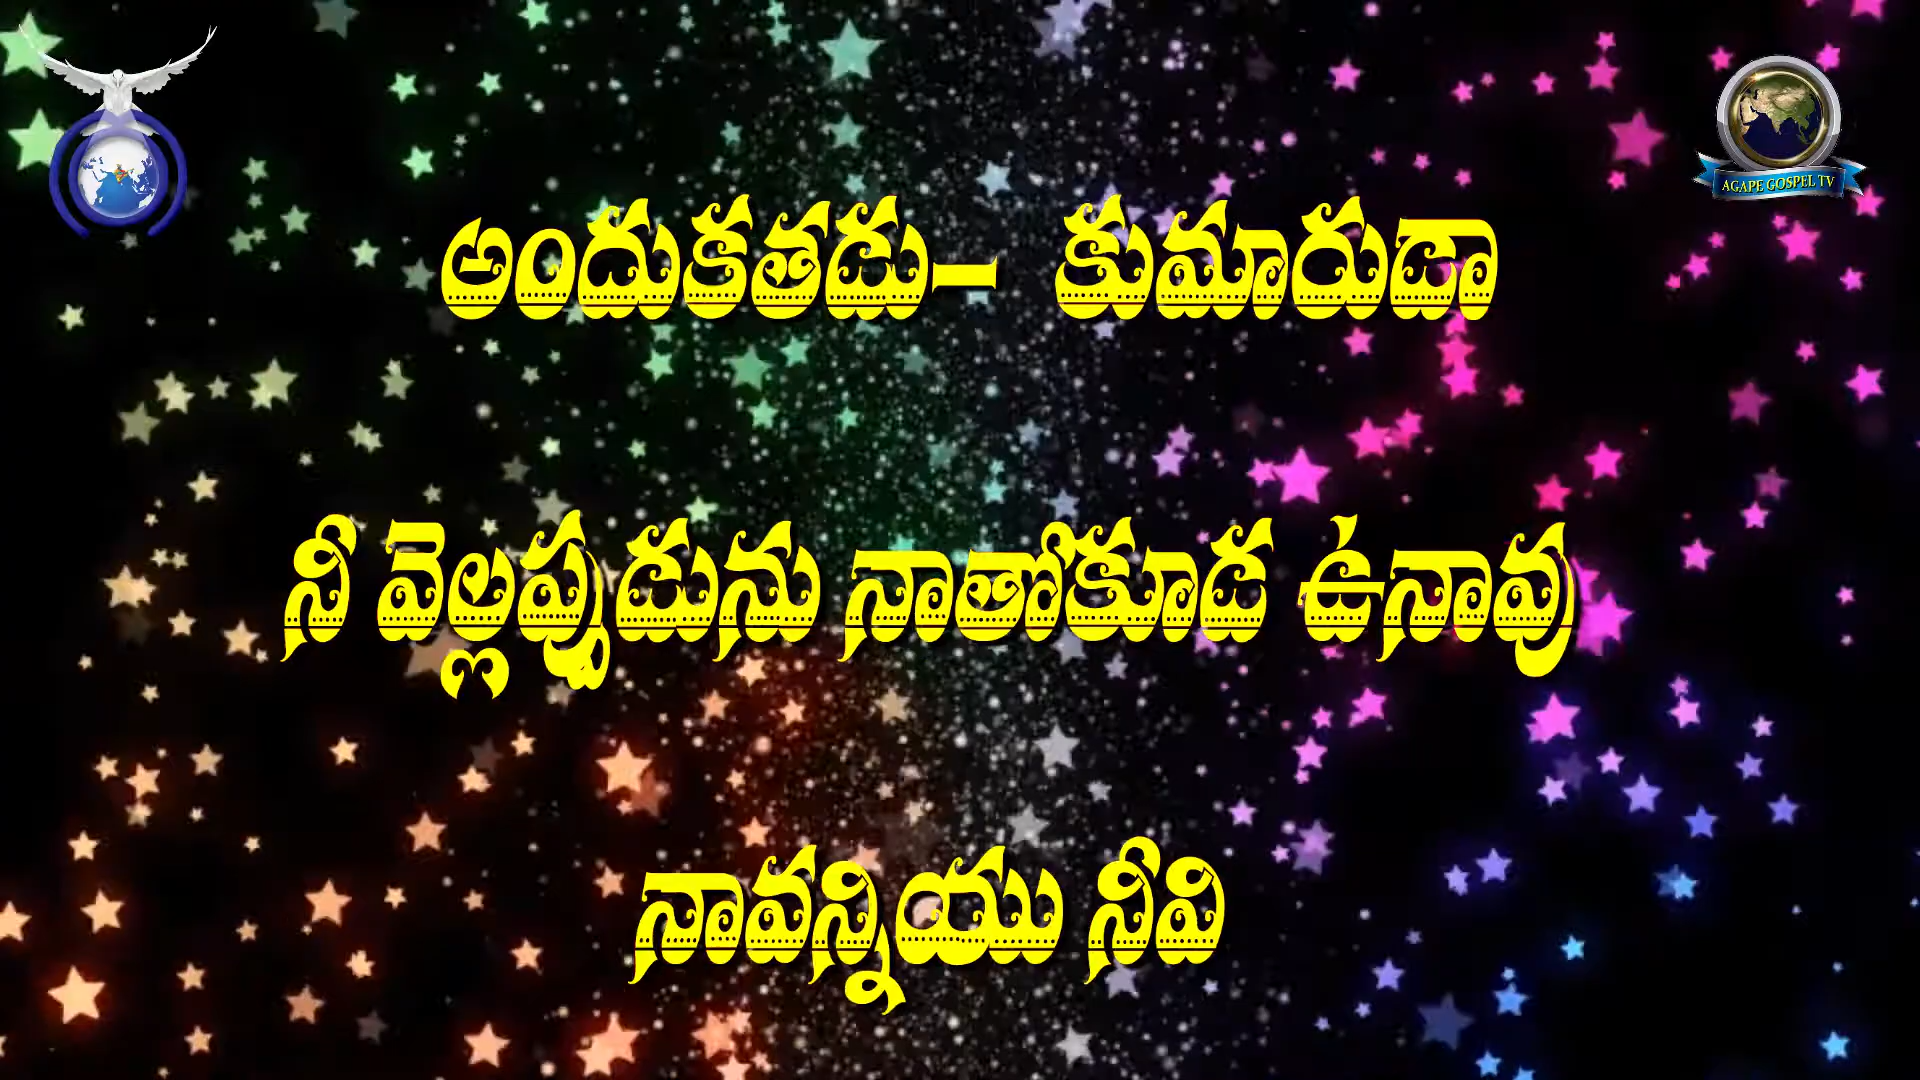 AGAPE GOSPEL TV
అందుకతడు- కుమారుడా
నీ వెల్లప్పుడును నాతోకూడ ఉనావు
నావన్నియు నీవి